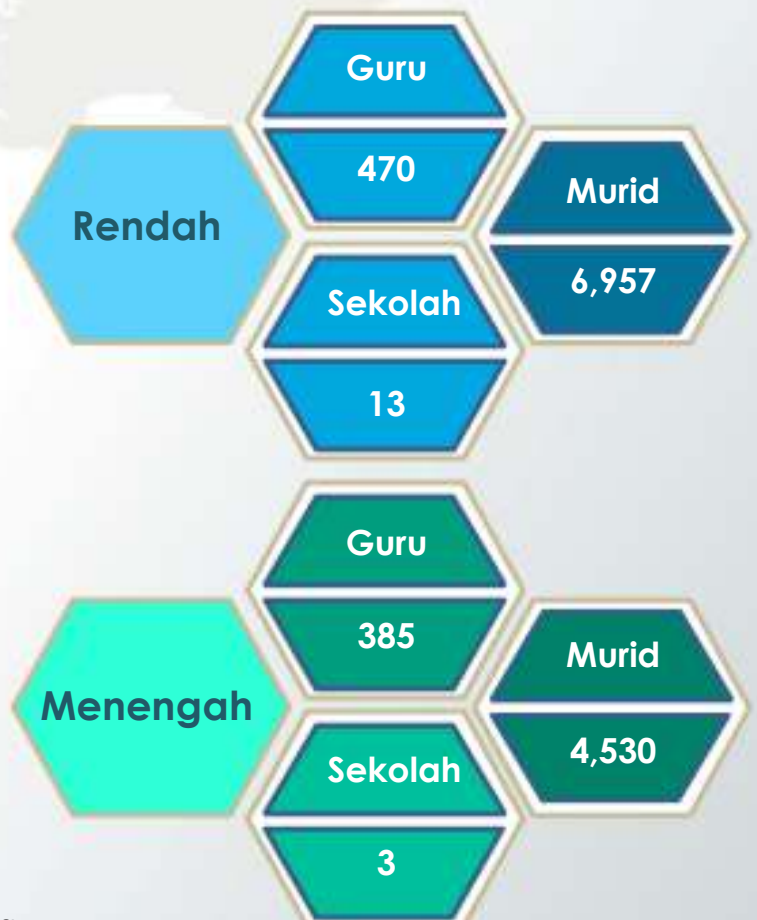 Guru
470
Murid
6,957
Rendah
Sekolah
13
Guru
385
Murid
4,530
Menengah
Sekolah
3